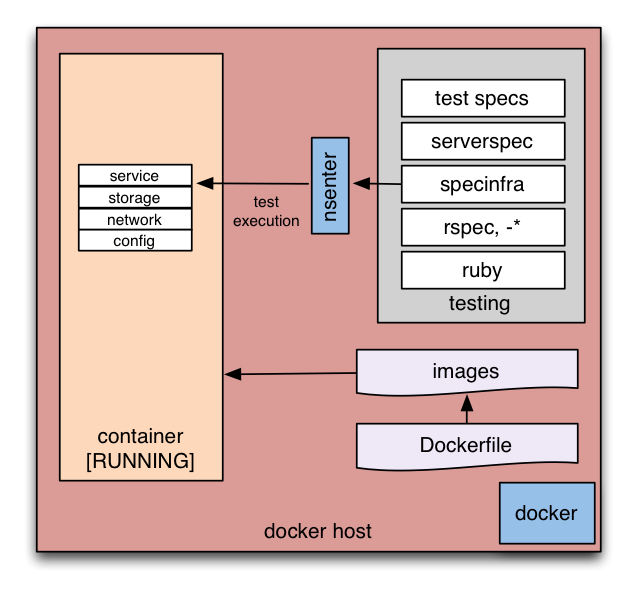 test specs
serverspec
specinfra
rspec, -*
ruby
testing
nsenter
test
execution
service
storage
network
config
images
Dockerfile
container
[RUNNING]
docker
docker host